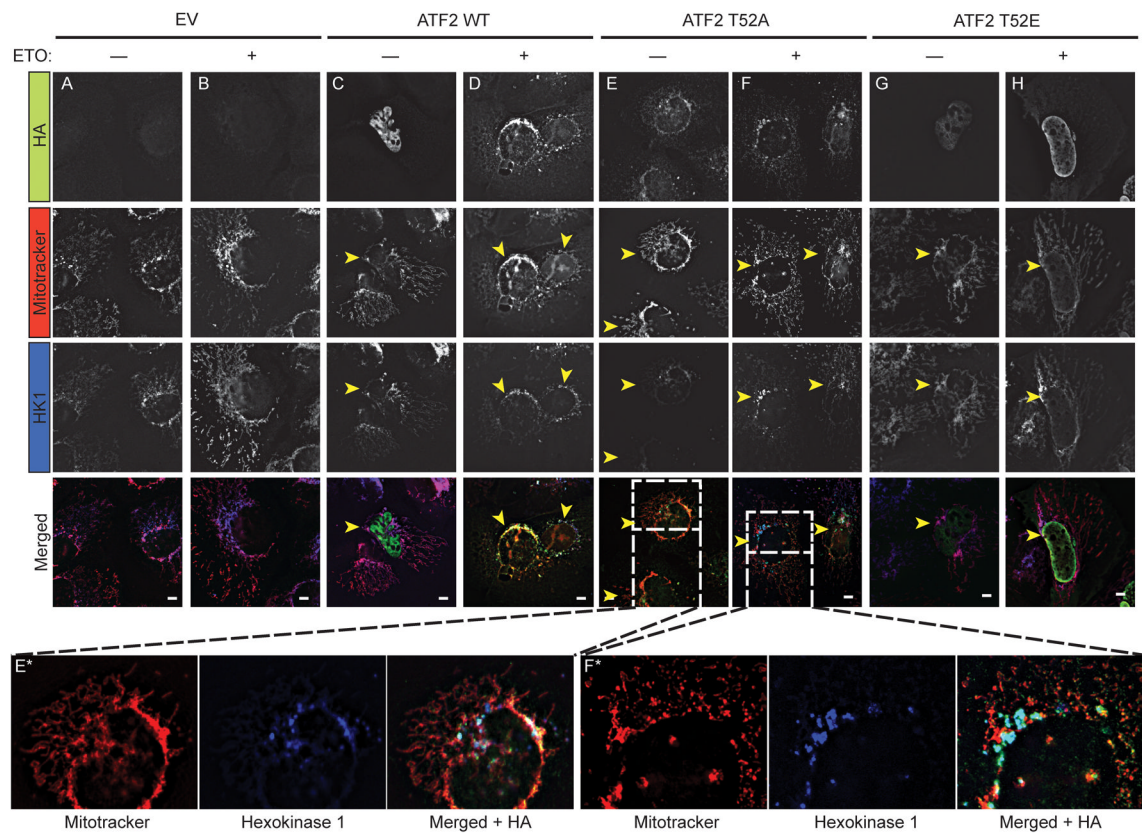 EV ATF2 WT ATF2 T52A ATF2 T52E
ETO: — + — + — + — +
HA A B C D E F G H
Mitotracker
HK1
Merged
E* F*
Mitotracker Hexokinase 1 Merged + HA Mitotracker Hexokinase 1 Merged + HA